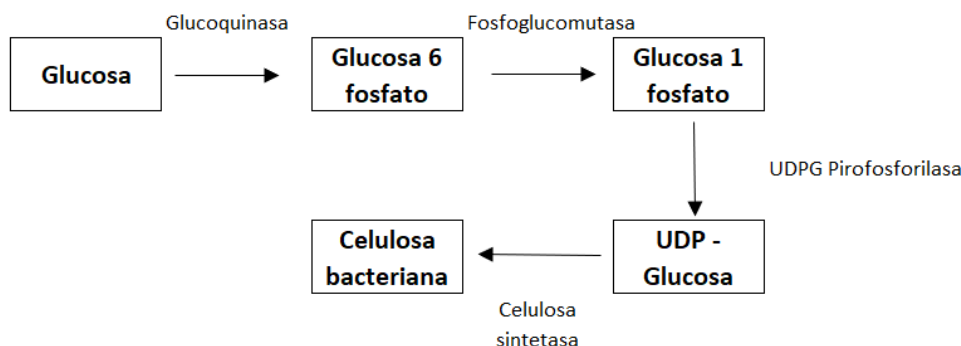 Glucoquinasa
Fosfoglucomutasa
Glucosa
Glucosa 6
fosfato
Glucosa 1
fosfato
UDPG Pirofosforilasa
Celulosa
bacteriana
UDP -
Glucosa
Celulosa
sintetasa